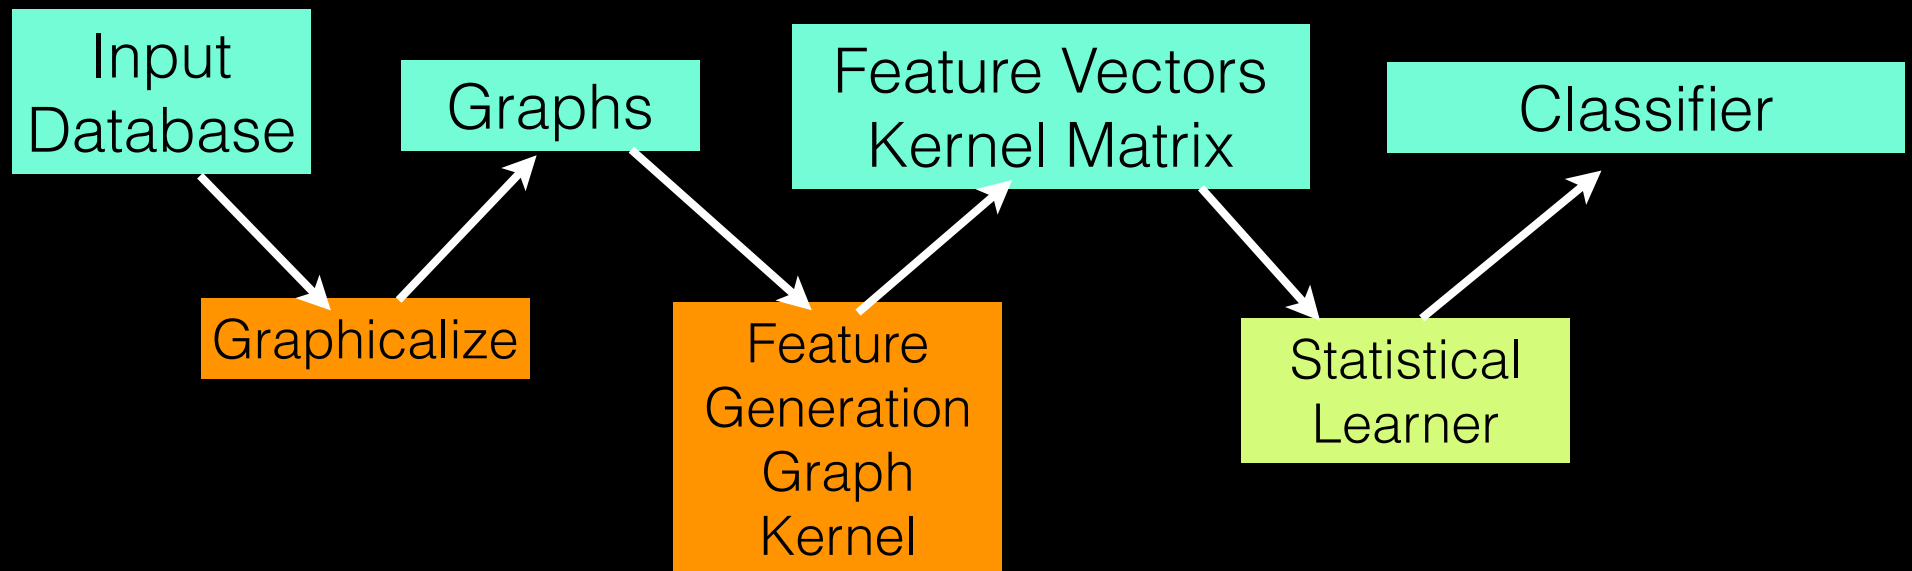 Input
Database
Graphs
Feature Vectors
Kernel Matrix
Classifier
Graphicalize
Feature
Generation
Graph
Kernel
Statistical
Learner